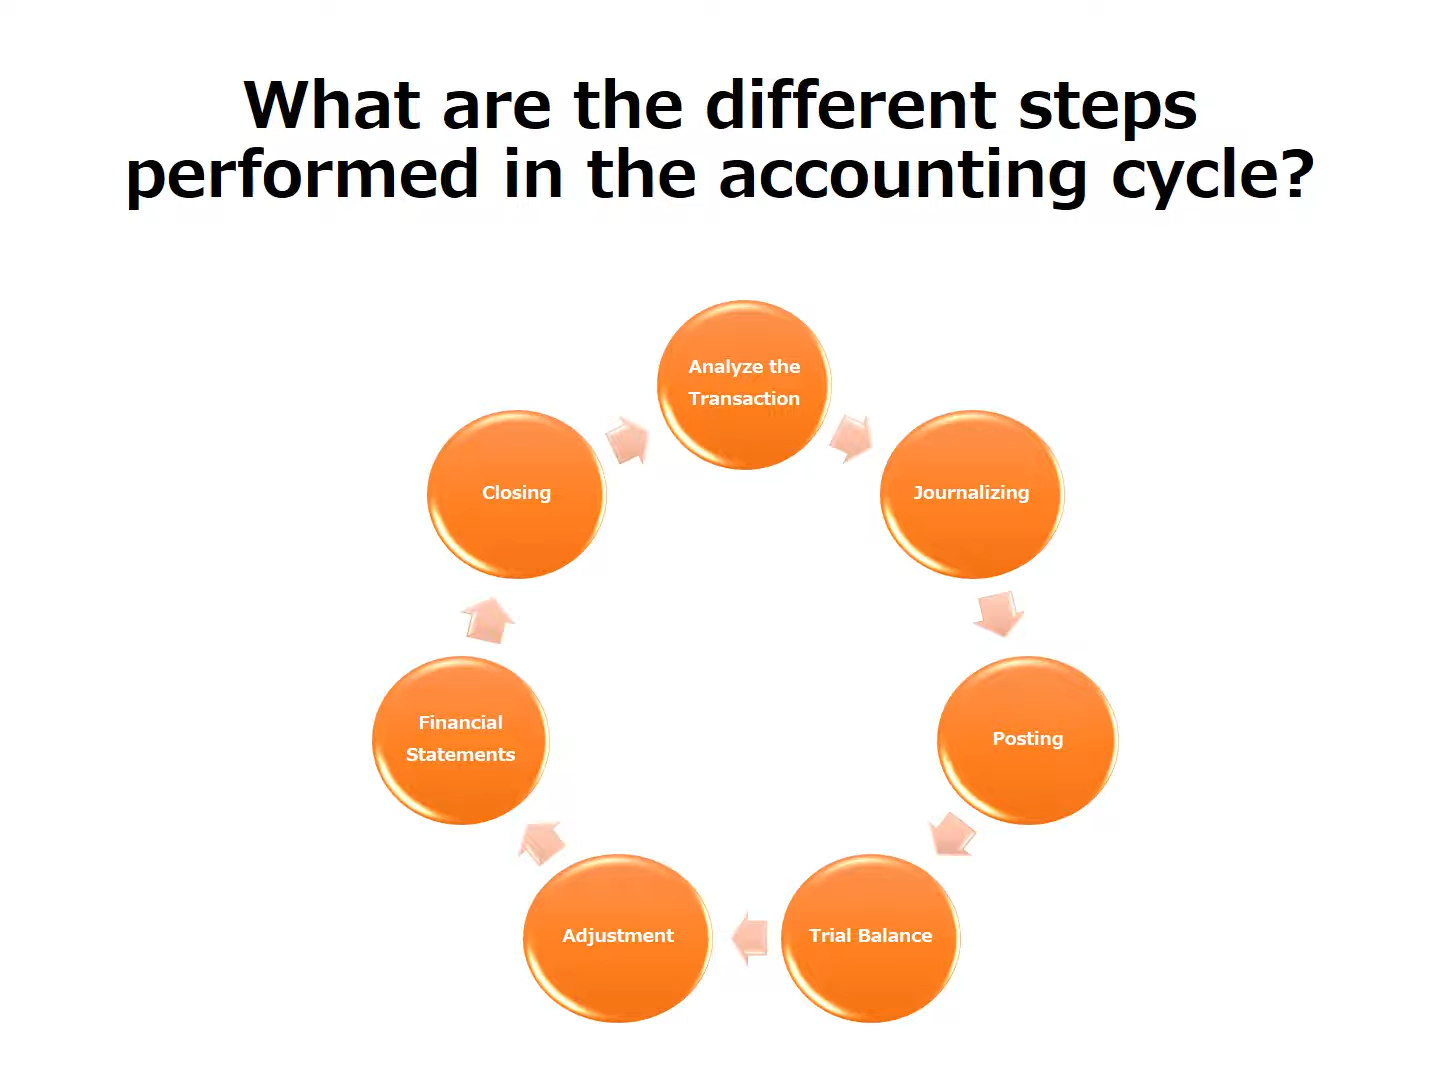 What are the different steps
performed in the accounting cycle?
Analyze the
Transaction
Journalizing
Posting
Trial Balance
Adjustment
Financial
Statements
Closing